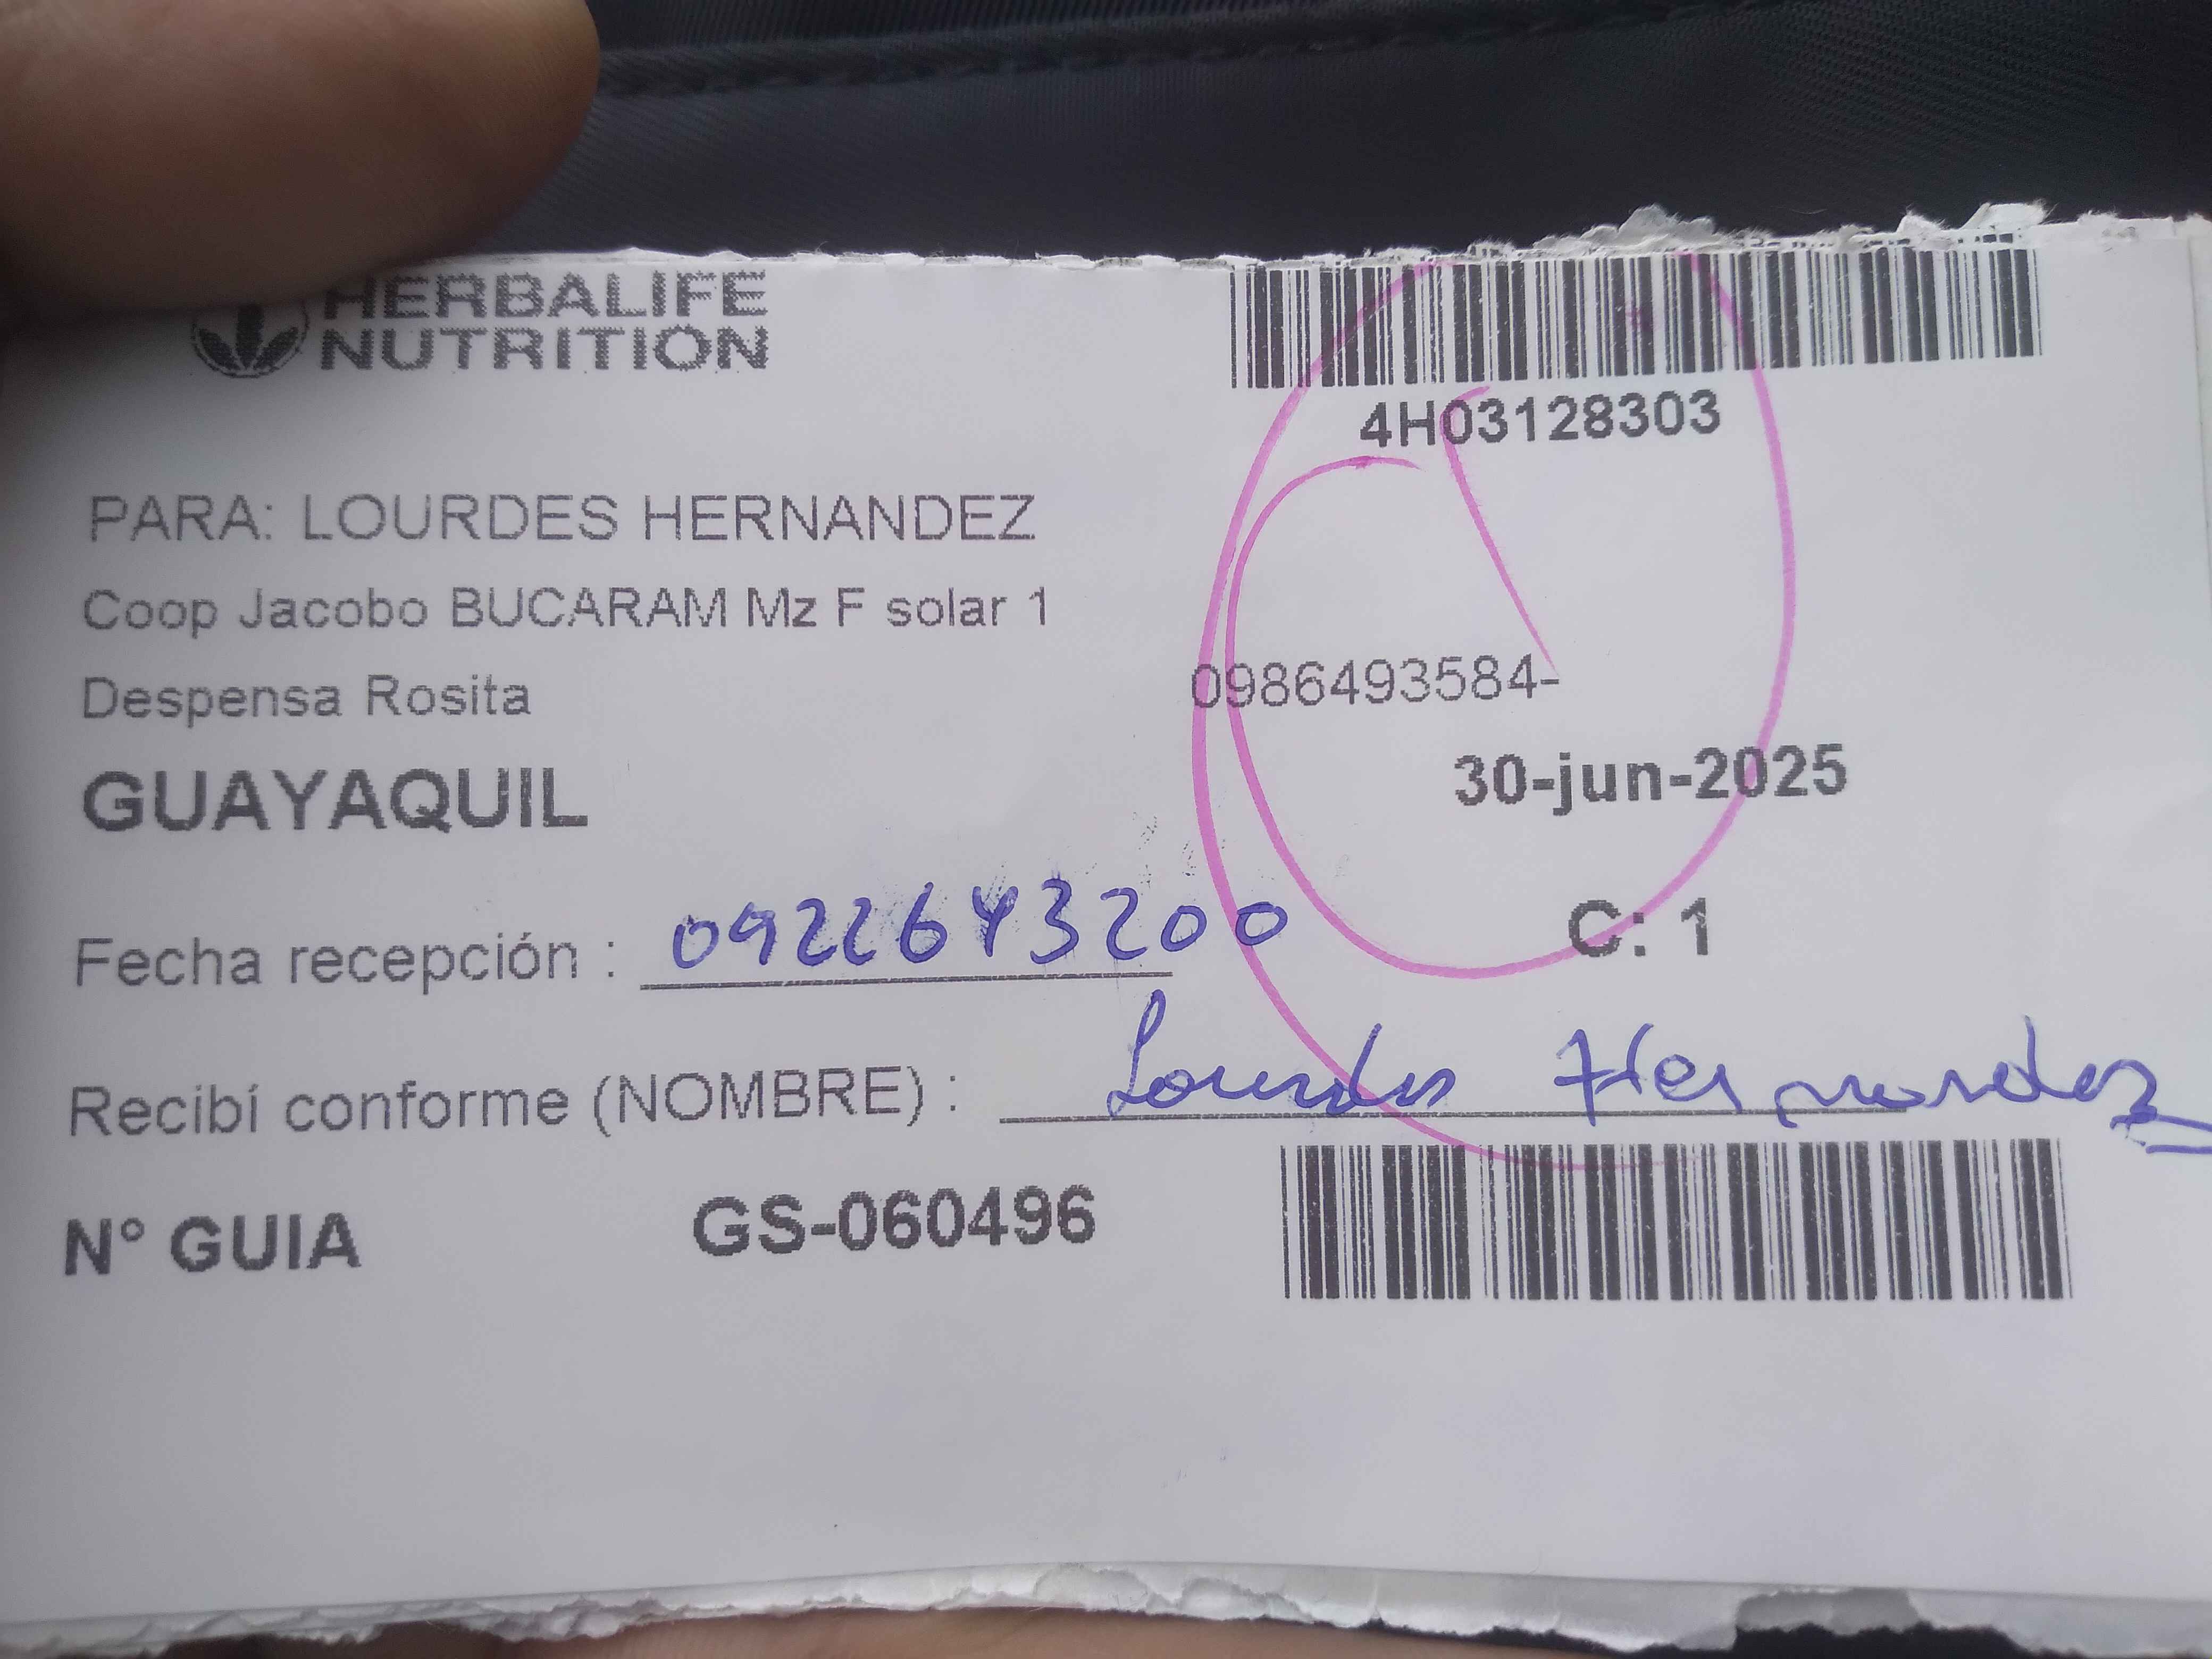 HERBALIFE
NUTRITION
4H03128303
PARA: LOURDES HERNANDEZ
Coop Jacobo BUCARAM Mz F solar 1
Despensa Rosita
0986493584-
GUAYAQUIL
30-jun-2025
Fecha recepción : 0922643200
C: 1
Recibí conforme (NOMBRE) : Lourdes Hernandez
N° GUIA GS-060496